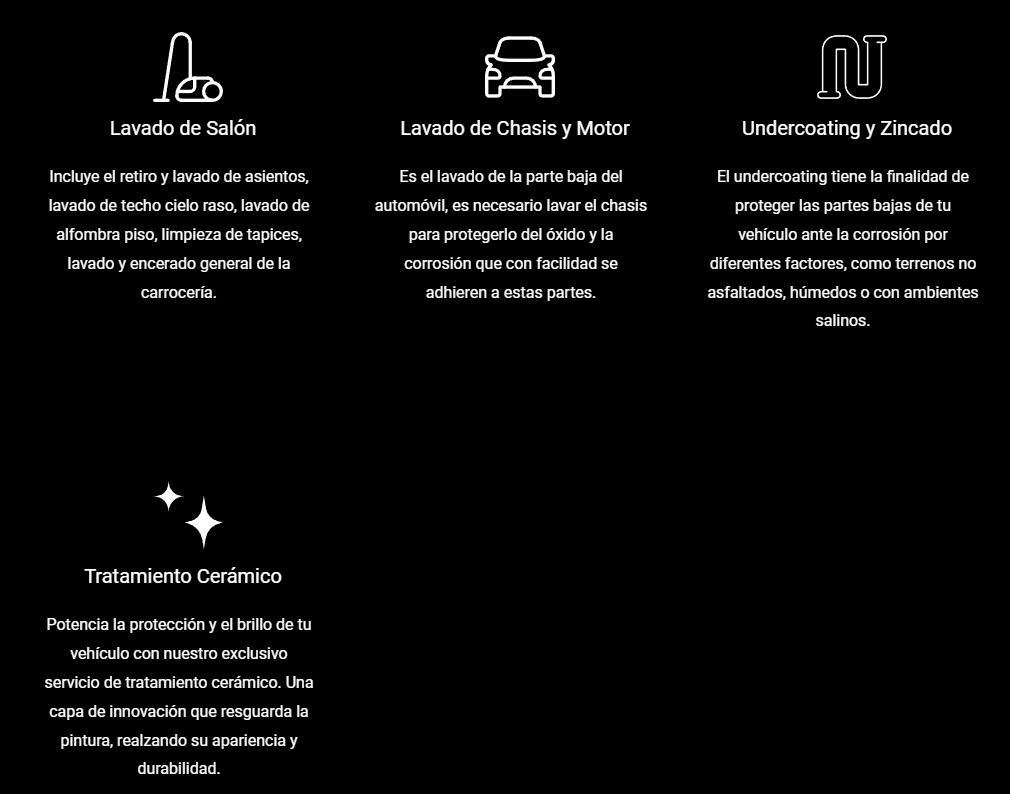 Lavado de Salón
Incluye el retiro y lavado de asientos,
lavado de techo cielo raso, lavado de
alfombra piso, limpieza de tapices,
lavado y encerado general de la
carrocería.
Lavado de Chasis y Motor
Es el lavado de la parte baja del
automóvil, es necesario lavar el chasis
para protegerlo del óxido y la
corrosión que con facilidad se
adhieren a estas partes.
Undercoating y Zincado
El undercoating tiene la finalidad de
proteger las partes bajas de tu
vehículo ante la corrosión por
diferentes factores, como terrenos no
asfaltados, húmedos o con ambientes
salinos.
Tratamiento Cerámico
Potencia la protección y el brillo de tu
vehículo con nuestro exclusivo
servicio de tratamiento cerámico. Una
capa de innovación que resguarda la
pintura, realzando su apariencia y
durabilidad.